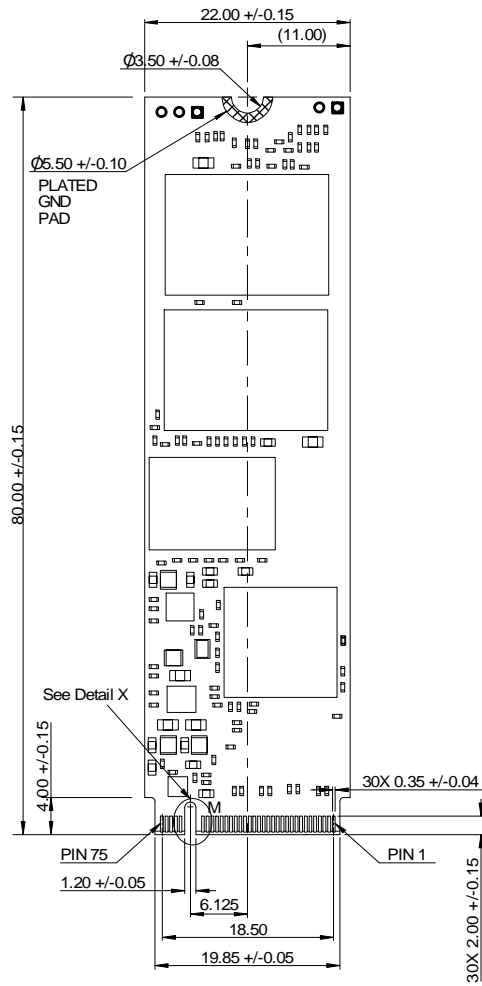 22.00 +/-0.15
(11.00)
Ø3.50 +/-0.08
Ø5.50 +/-0.10
PLATED
GND
PAD
80.00 +/-0.15
See Detail X
4.00 +/-0.15
M
30X 0.35 +/-0.04
PIN 75
PIN 1
1.20 +/-0.05
6.125
18.50
19.85 +/-0.05
30X 2.00 +/-0.15